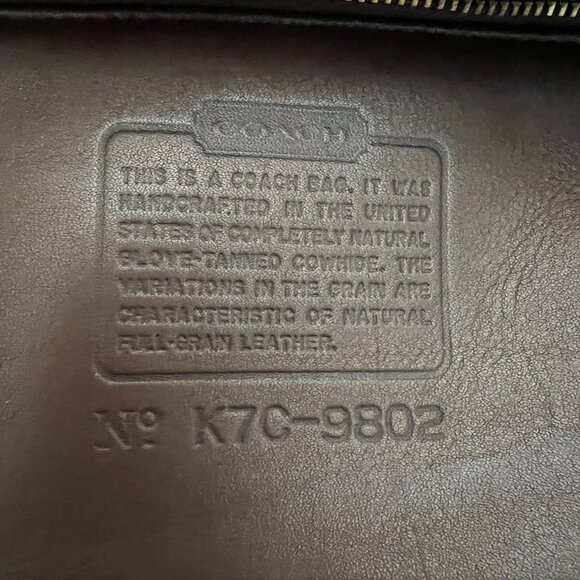 COACH
THIS IS A COACH BAG. IT WAS
HANDCRAFTED IN THE UNITED
STATES OF COMPLETELY NATURAL
GLOVE-TANNED COWHIDE. THE
VARIATIONS IN THE GRAIN ARE
CHARACTERISTIC OF NATURAL
FULL-GRAIN LEATHER.
Nº K7C-9802